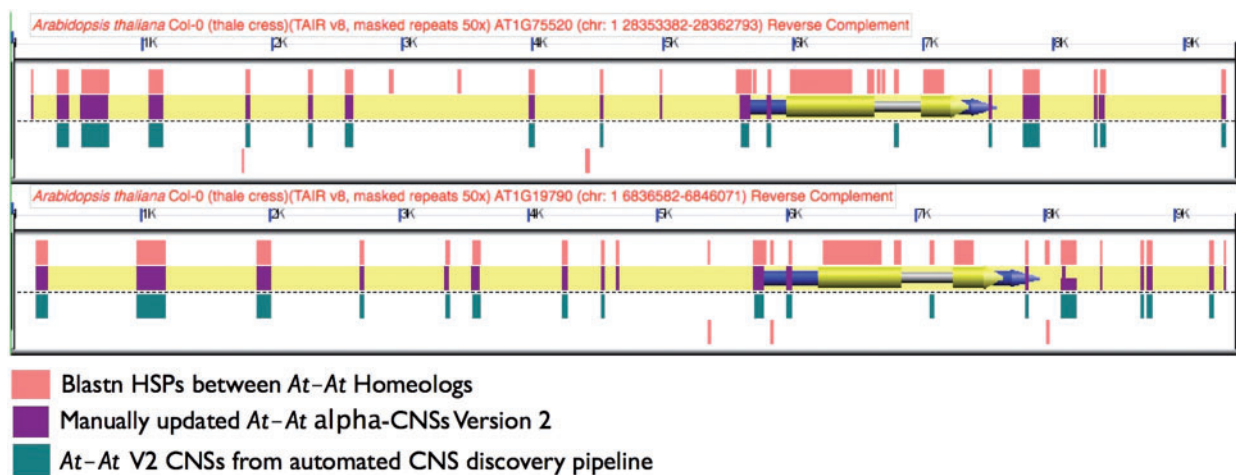 Arabidopsis thaliana Col-0 (thale cress)(TAIR v8, masked repeats 50x) AT1G75520 (chr: 1 28353382-28362793) Reverse Complement
1K 2K 3K 4K 5K 6K 7K 8K 9K
Arabidopsis thaliana Col-0 (thale cress)(TAIR v8, masked repeats 50x) AT1G19790 (chr: 1 6836582-6846071) Reverse Complement
1K 2K 3K 4K 5K 6K 7K 8K 9K
Blastn HSPs between At–At Homeologs
Manually updated At–At alpha-CNSs Version 2
At–At V2 CNSs from automated CNS discovery pipeline